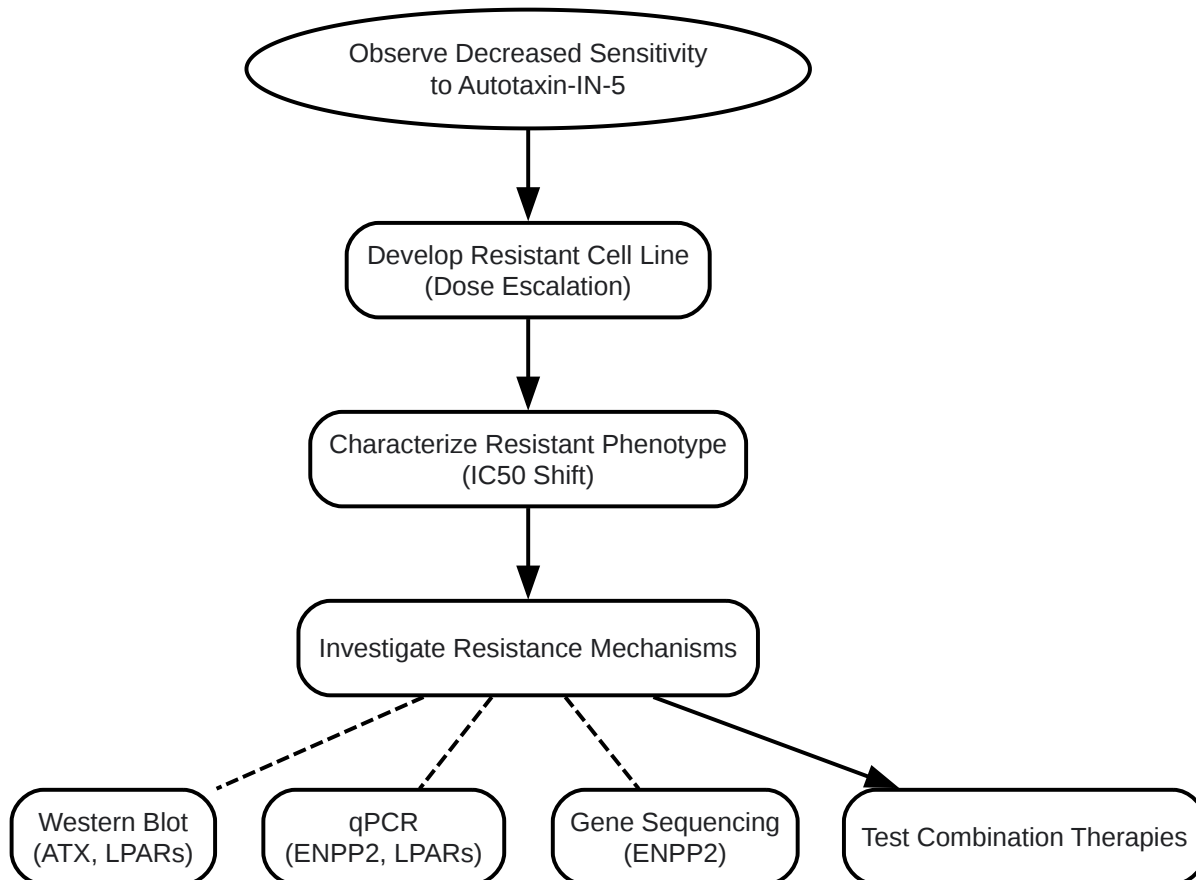 Observe Decreased Sensitivity
to Autotaxin-IN-5
Develop Resistant Cell Line
(Dose Escalation)
Characterize Resistant Phenotype
(IC50 Shift)
Investigate Resistance Mechanisms
Western Blot
(ATX, LPARs)
qPCR
(ENPP2, LPARs)
Gene Sequencing
(ENPP2)
Test Combination Therapies